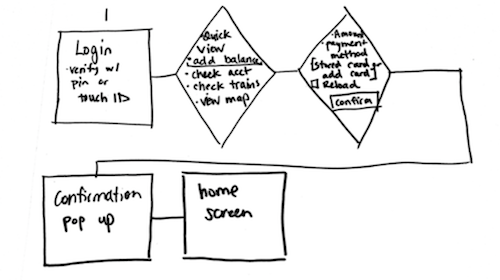 Login
• verify w/
pin or
touch ID
Quick
view
• add balance
• check acct
• check trains
• view map
• Amount
• payment
method
[stored card or
add card]
Reload
confirm
Confirmation
pop up
home
screen